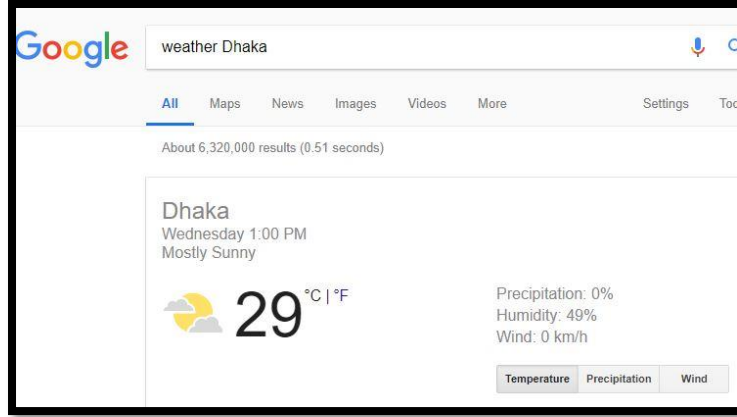 Google weather Dhaka
All Maps News Images Videos More Settings
About 6,320,000 results (0.51 seconds)
Dhaka
Wednesday 1:00 PM
Mostly Sunny
29 °C | °F
Precipitation: 0%
Humidity: 49%
Wind: 0 km/h
Temperature Precipitation Wind